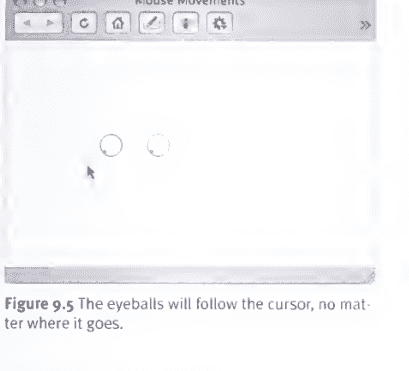 Mouse Movements
»
Figure 9.5 The eyeballs will follow the cursor, no mat-
ter where it goes.